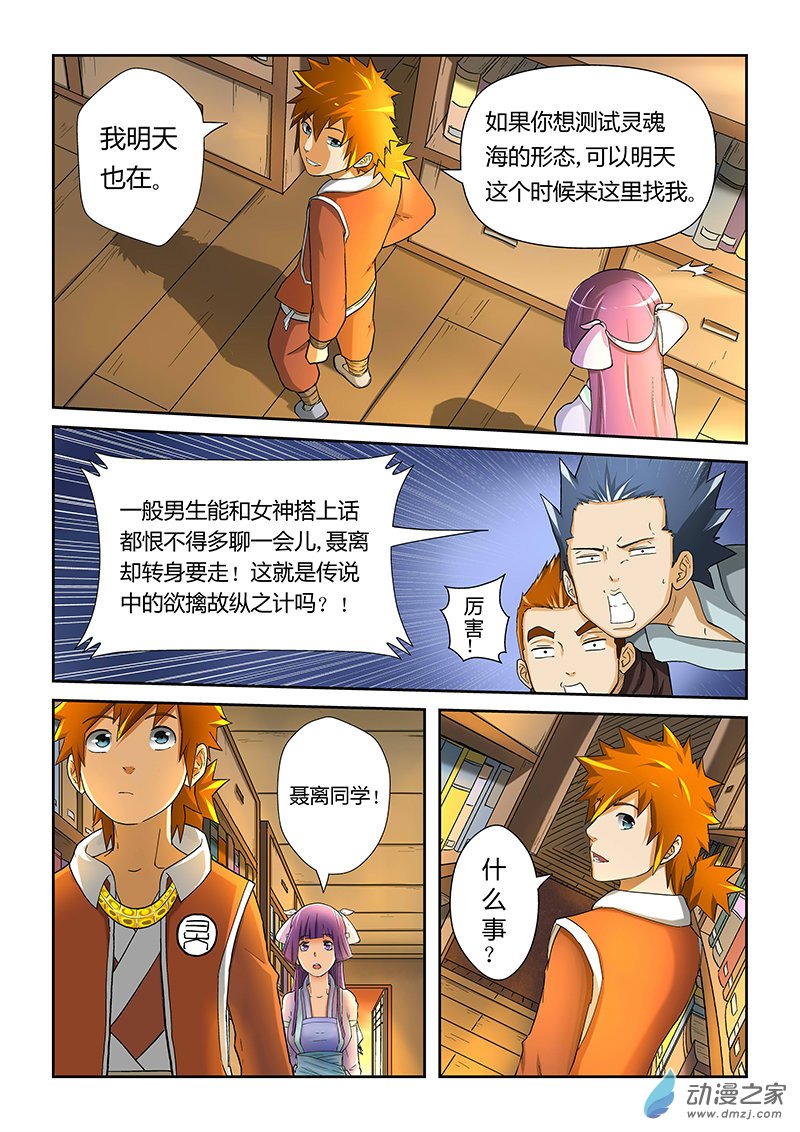 我明天
也在。
如果你想测试灵魂
海的形态,可以明天
这个时候来这里找我。
一般男生能和女神搭上话
都恨不得多聊一会儿,聂离
却转身要走！这就是传说
中的欲擒故纵之计吗？！
厉害！
聂离同学！
什么事？
动漫之家
www.dmzj.com